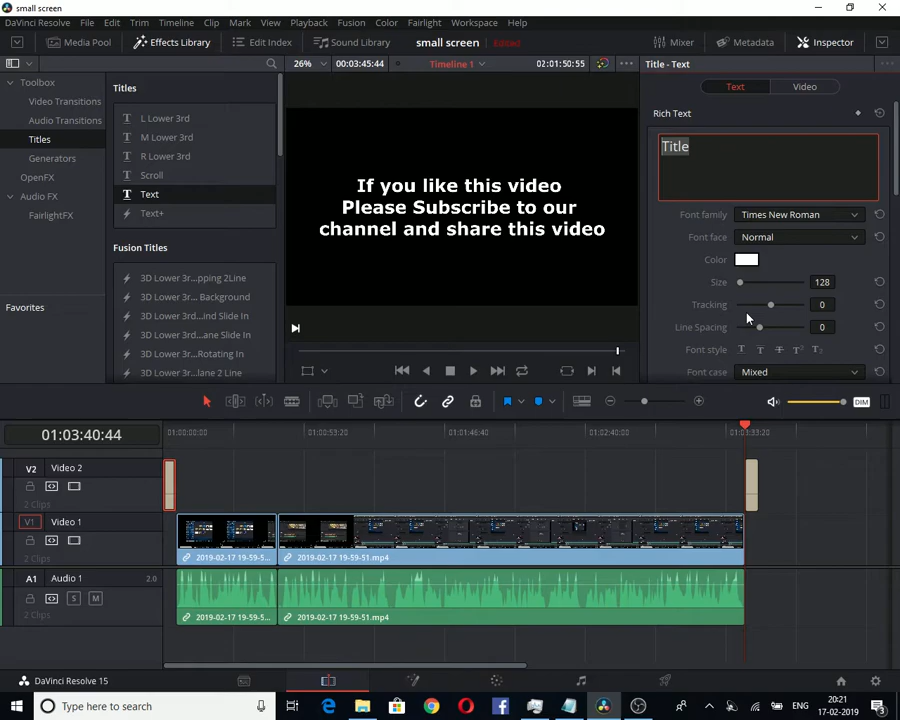 small screen
DaVinci Resolve File Edit Trim Timeline Clip Mark View Playback Fusion Color Fairlight Workspace Help
Media Pool Effects Library Edit Index Sound Library small screen Edited Mixer Metadata Inspector
26% 00:03:45:44 Timeline 1 02:01:50:55 Title - Text
Toolbox
Video Transitions
Audio Transitions
Titles
Generators
OpenFX
Audio FX
FairlightFX
Favorites
Titles
L Lower 3rd
M Lower 3rd
R Lower 3rd
Scroll
Text
Text+
Fusion Titles
3D Lower 3r...pping 2Line
3D Lower 3r... Background
3D Lower 3rd...ind Slide In
3D Lower 3rd...ane Slide In
3D Lower 3r...Rotating In
3D Lower 3rd...lane 2 Line
If you like this video
Please Subscribe to our
channel and share this video
Text Video
Rich Text
Title
Font family Times New Roman
Font face Normal
Color
Size 128
Tracking 0
Line Spacing 0
Font style T T T T T
Font case Mixed
DIM
01:03:40:44 01:00:00:00 01:00:53:20 01:01:46:40 01:02:40:00 01:03:33:20
V2 Video 2
2 Clips
V1 Video 1
2 Clips
2019-02-17 19-59-5... 2019-02-17 19-59-51.mp4
A1 Audio 1 2.0
S M
2 Clips
2019-02-17 19-59-5... 2019-02-17 19-59-51.mp4
DaVinci Resolve 15
Type here to search
ENG
20:21
17-02-2019
3